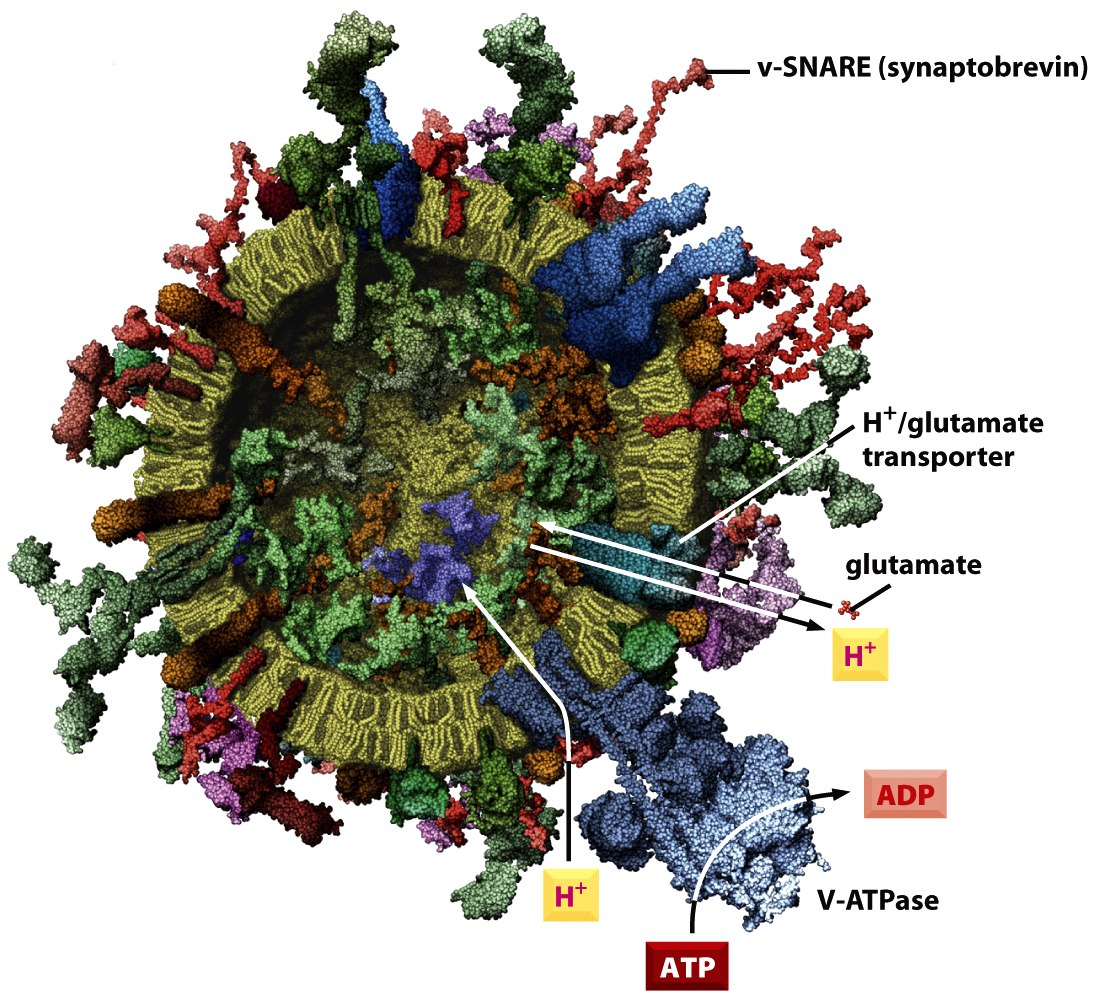 v-SNARE (synaptobrevin)
H⁺/glutamate
transporter
glutamate
H⁺
ADP
V-ATPase
H⁺
ATP